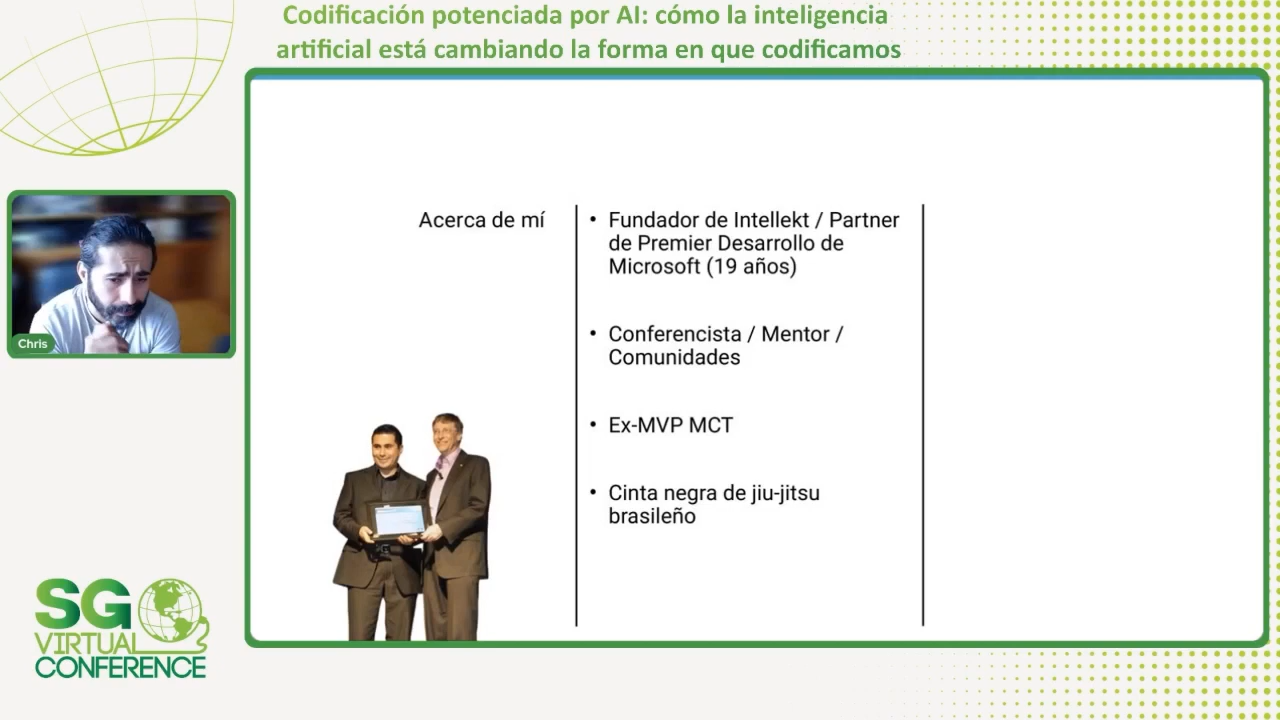 Codificación potenciada por AI: cómo la inteligencia
artificial está cambiando la forma en que codificamos
Chris
Acerca de mí
• Fundador de Intellekt / Partner
de Premier Desarrollo de
Microsoft (19 años)
• Conferencista / Mentor /
Comunidades
• Ex-MVP MCT
• Cinta negra de jiu-jitsu
brasileño
SG
VIRTUAL
CONFERENCE